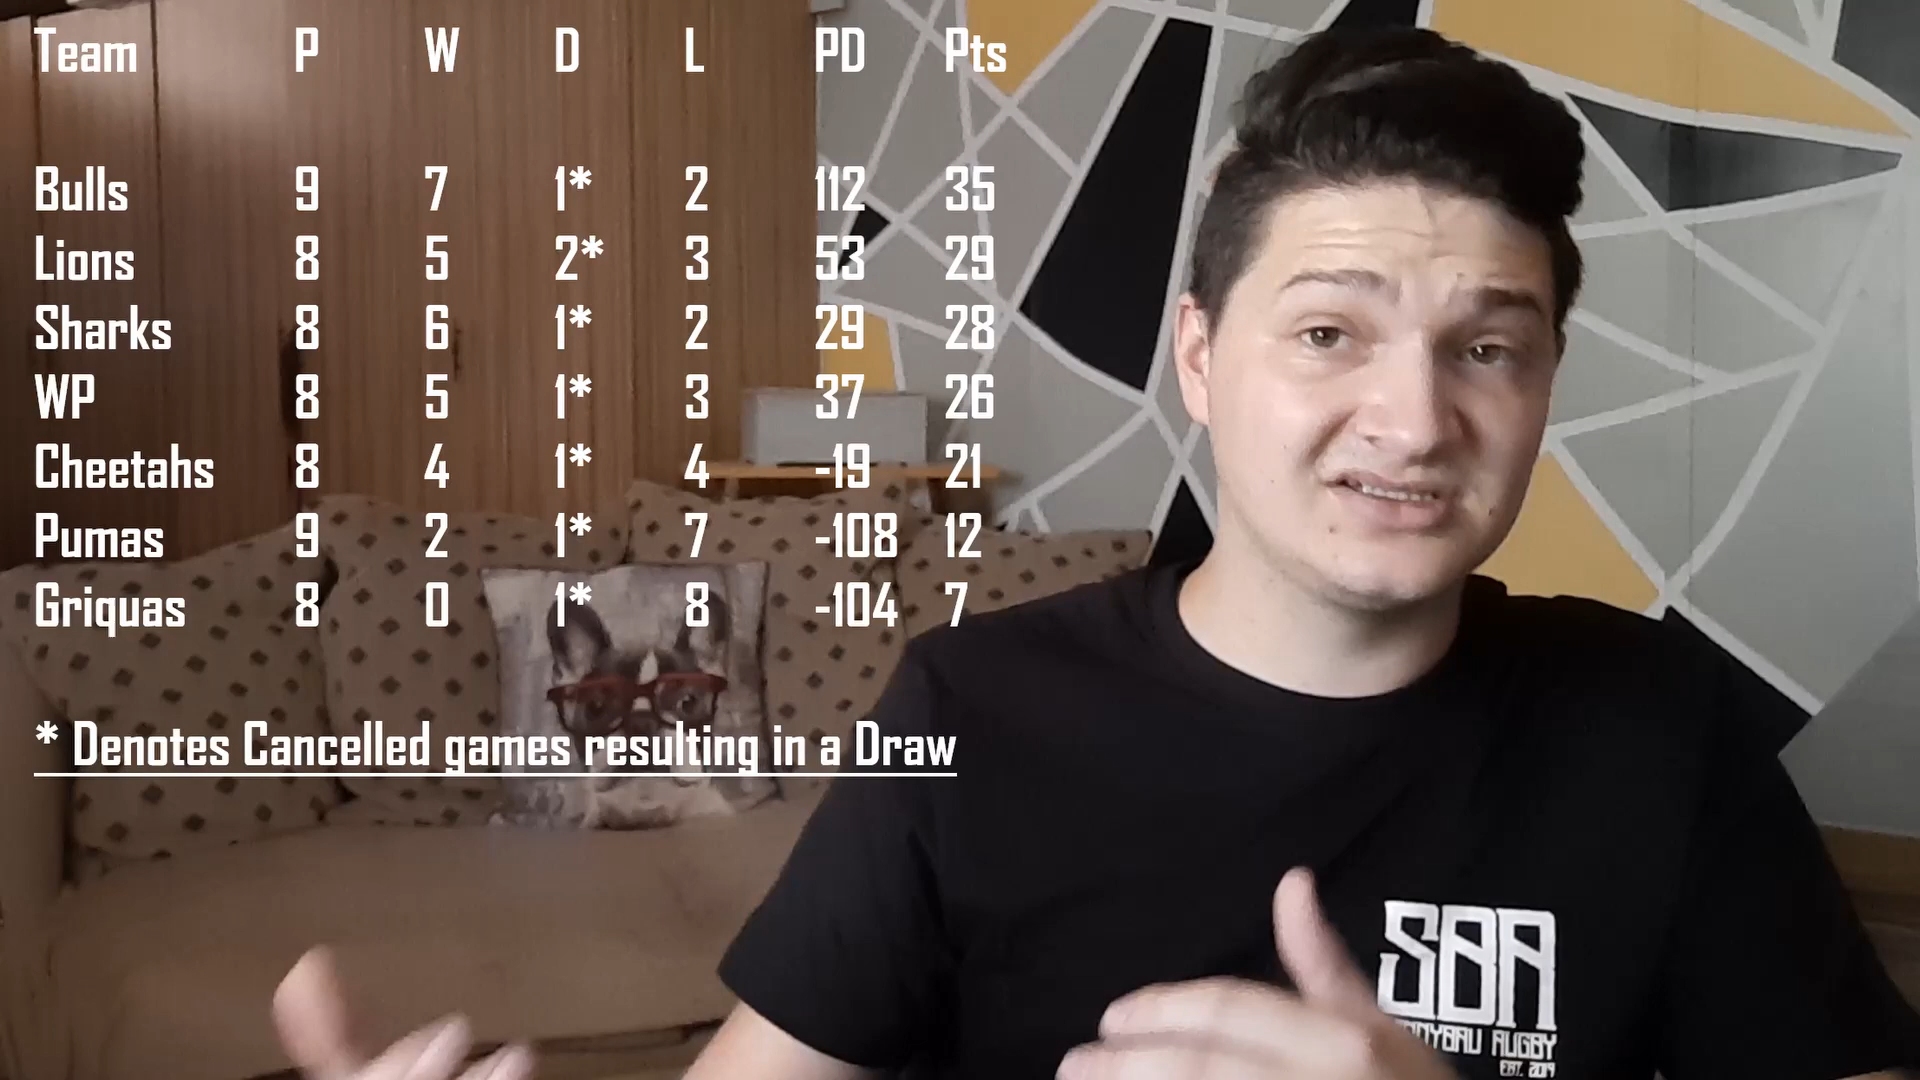 Team P W D L PD Pts
Bulls 9 7 1* 2 112 35
Lions 8 5 2* 3 53 29
Sharks 8 6 1* 2 29 28
WP 8 5 1* 3 37 26
Cheetahs 8 4 1* 4 -19 21
Pumas 9 2 1* 7 -108 12
Griquas 8 0 1* 8 -104 7
* Denotes Cancelled games resulting in a Draw
SBR
RUGBY
EST. 2019